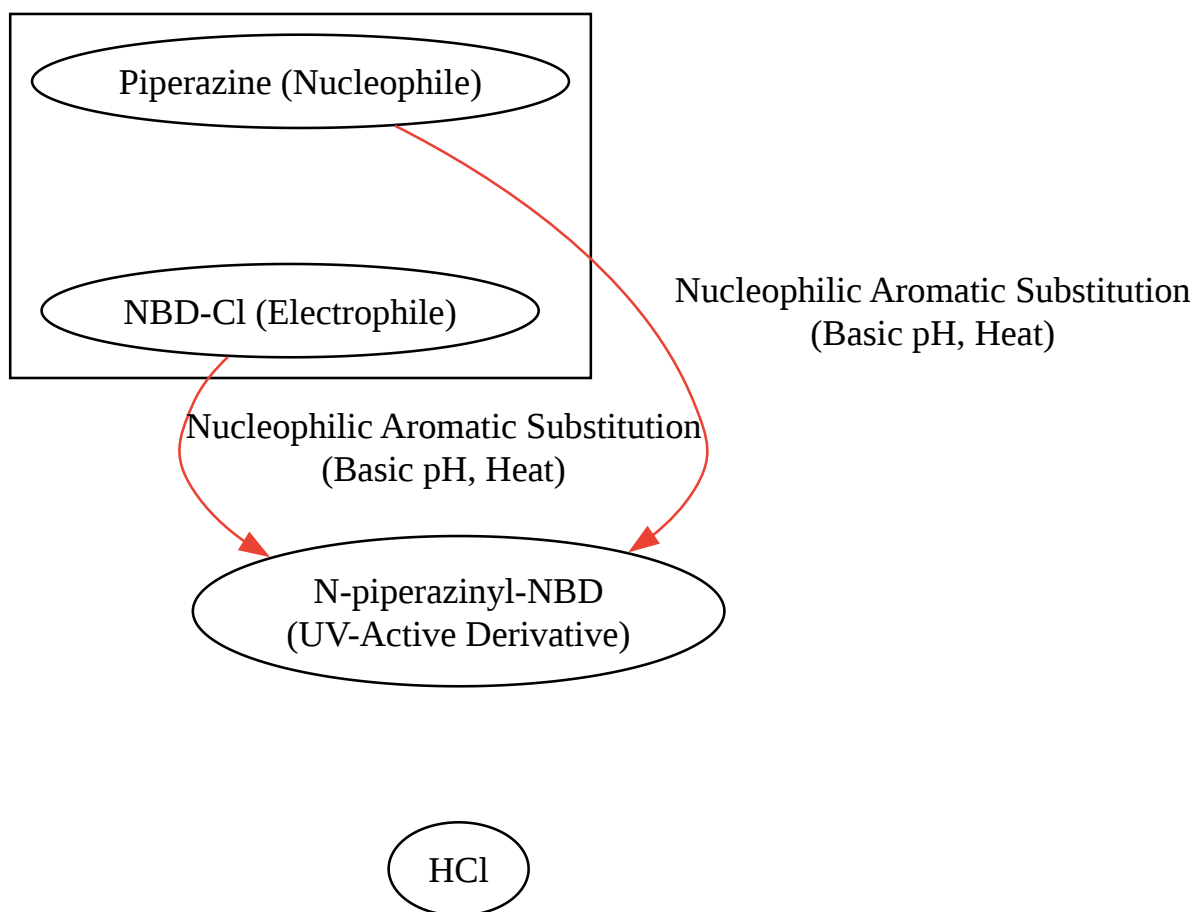 Piperazine (Nucleophile)
NBD-Cl (Electrophile)
Nucleophilic Aromatic Substitution
(Basic pH, Heat)
Nucleophilic Aromatic Substitution
(Basic pH, Heat)
N-piperazinyl-NBD
(UV-Active Derivative)
HCl